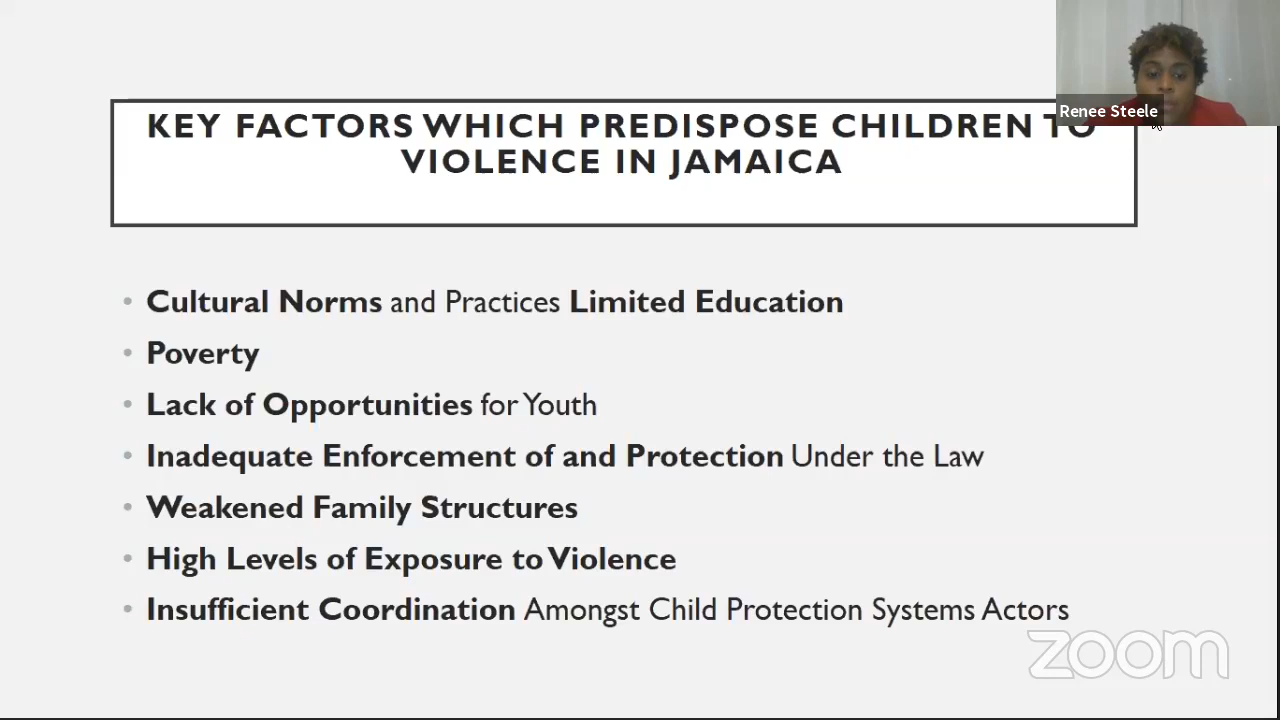 Renee Steele
KEY FACTORS WHICH PREDISPOSE CHILDREN TO
VIOLENCE IN JAMAICA
• Cultural Norms and Practices Limited Education
• Poverty
• Lack of Opportunities for Youth
• Inadequate Enforcement of and Protection Under the Law
• Weakened Family Structures
• High Levels of Exposure to Violence
• Insufficient Coordination Amongst Child Protection Systems Actors
zoom